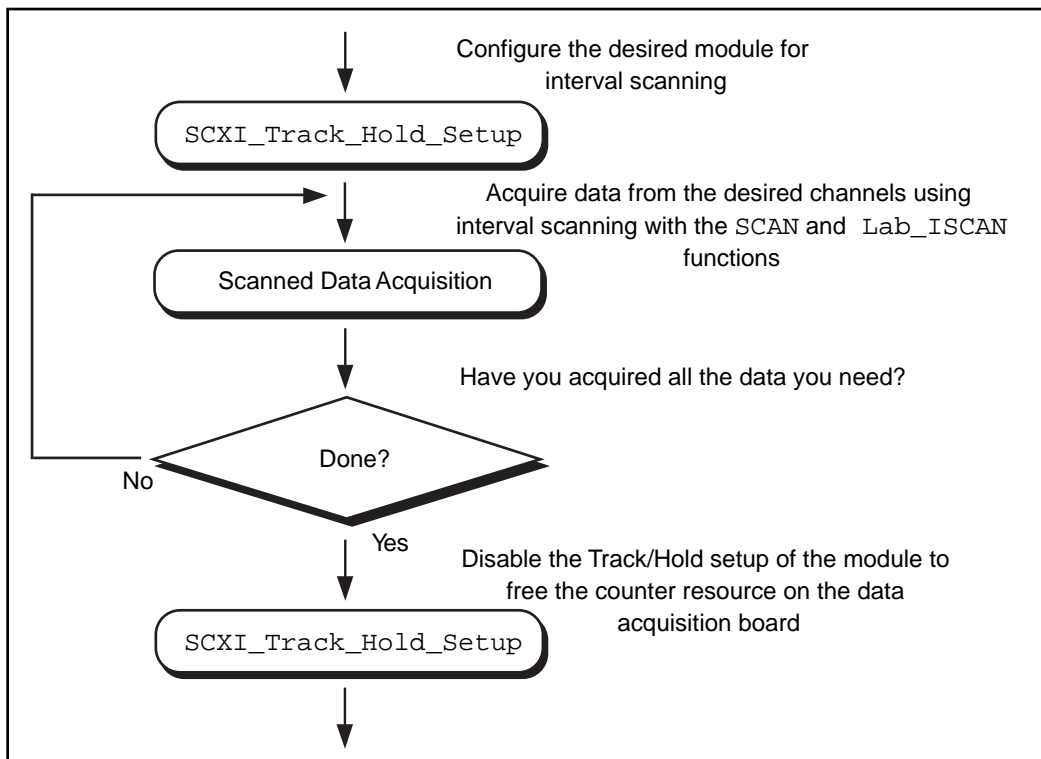 Configure the desired module for
interval scanning
SCXI_Track_Hold_Setup
Acquire data from the desired channels using
interval scanning with the SCAN and Lab_ISCAN
functions
Scanned Data Acquisition
Have you acquired all the data you need?
Done?
No
Yes
Disable the Track/Hold setup of the module to
free the counter resource on the data
acquisition board
SCXI_Track_Hold_Setup